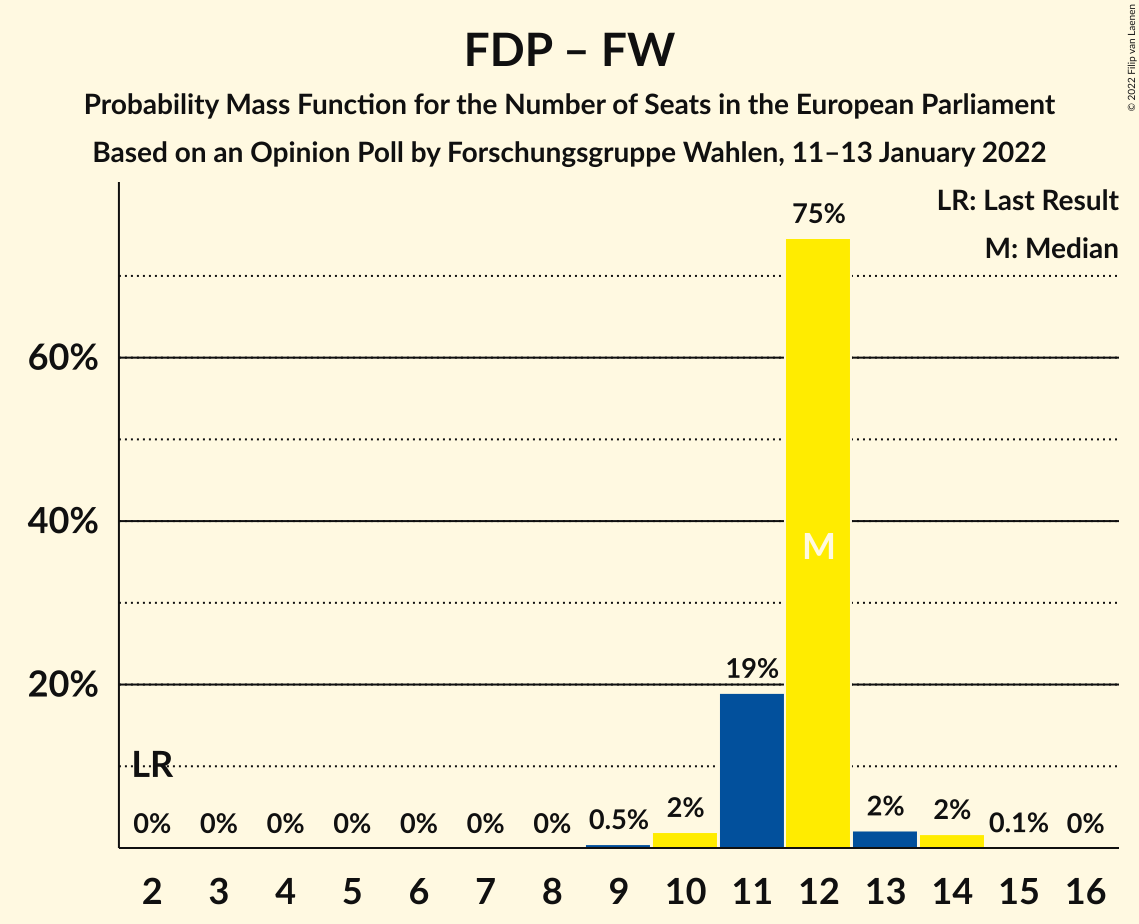 FDP – FW
Probability Mass Function for the Number of Seats in the European Parliament
Based on an Opinion Poll by Forschungsgruppe Wahlen, 11–13 January 2022
© 2022 Filip van Laenen
LR: Last Result
M: Median
75%
60%
40%
M
20%
19%
LR
0% 0% 0% 0% 0% 0% 0% 0.5% 2% 2% 2% 0.1% 0%
2 3 4 5 6 7 8 9 10 11 12 13 14 15 16